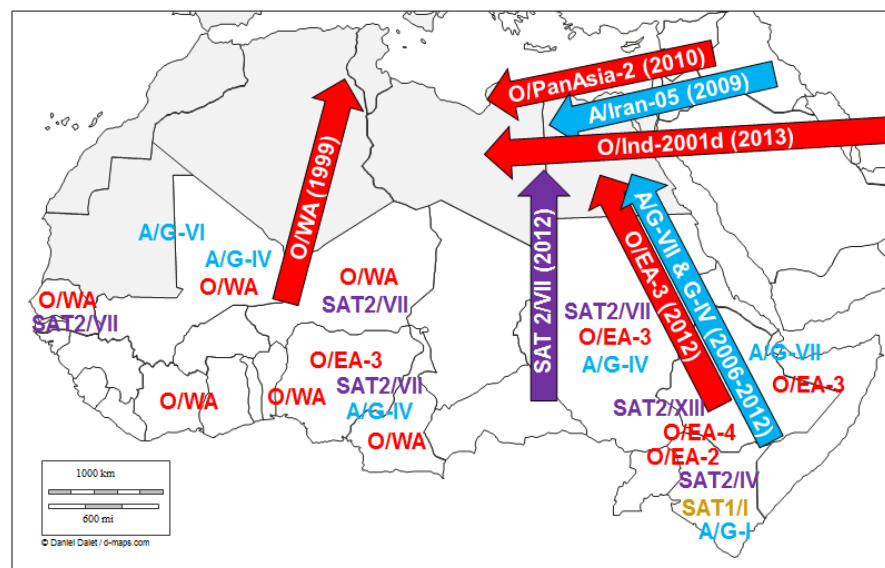 O/PanAsia-2 (2010)
A/Iran-05 (2009)
O/Ind-2001d (2013)
O/WA (1999)
SAT 2/VII (2012)
O/EA-3 (2012)
A/G-VII & G-IV (2006-2012)
A/G-VI
A/G-IV
O/WA
O/WA
SAT2/VII
O/WA
SAT2/VII
O/WA
O/WA
O/EA-3
SAT2/VII
A/G-IV
O/WA
SAT2/VII
O/EA-3
A/G-IV
A/G-VII
O/EA-3
SAT2/XIII
O/EA-4
O/EA-2
SAT2/IV
SAT1/I
A/G-I
1000 km
600 mi
© Daniel Dalet / d-maps.com